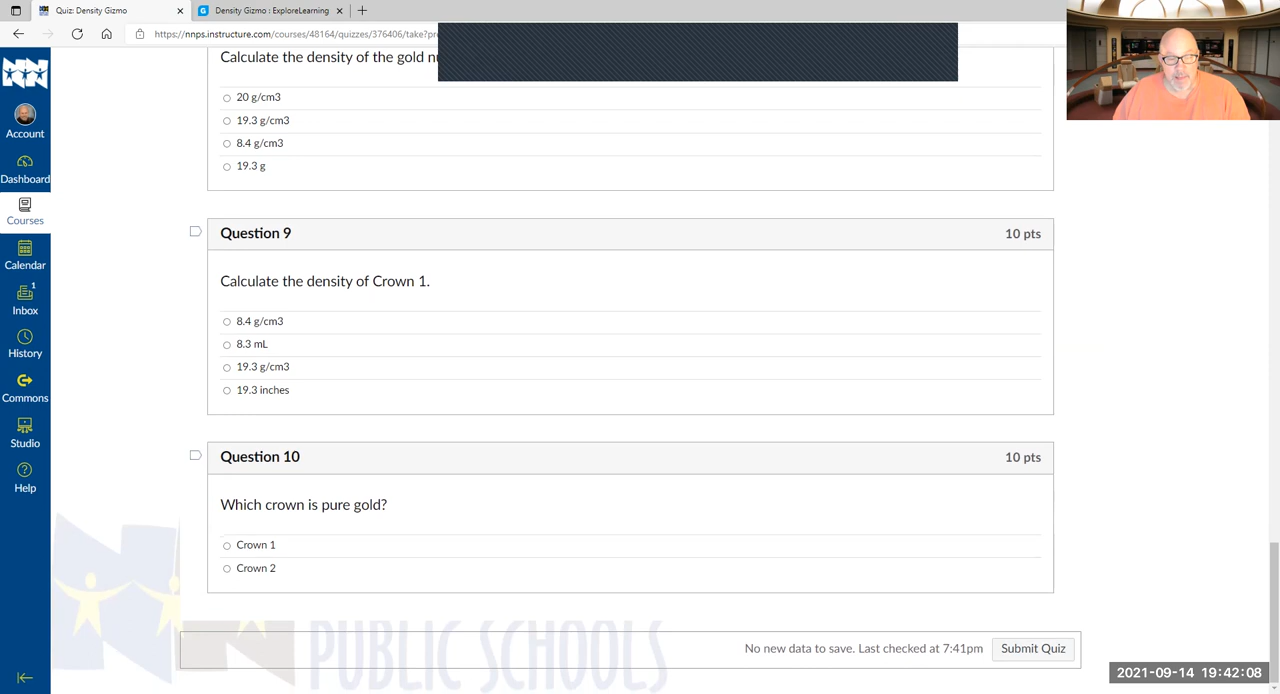 Quiz: Density Gizmo
Density Gizmo : ExploreLearning
https://nnps.instructure.com/courses/48164/quizzes/376406/take?pr
Account
Dashboard
Courses
Calendar
1
Inbox
History
Commons
Studio
Help
Calculate the density of the gold
20 g/cm3
19.3 g/cm3
8.4 g/cm3
19.3 g
Question 9
10 pts
Calculate the density of Crown 1.
8.4 g/cm3
8.3 mL
19.3 g/cm3
19.3 inches
Question 10
10 pts
Which crown is pure gold?
Crown 1
Crown 2
No new data to save. Last checked at 7:41pm
Submit Quiz
PUBLIC SCHOOLS
2021-09-14 19:42:08